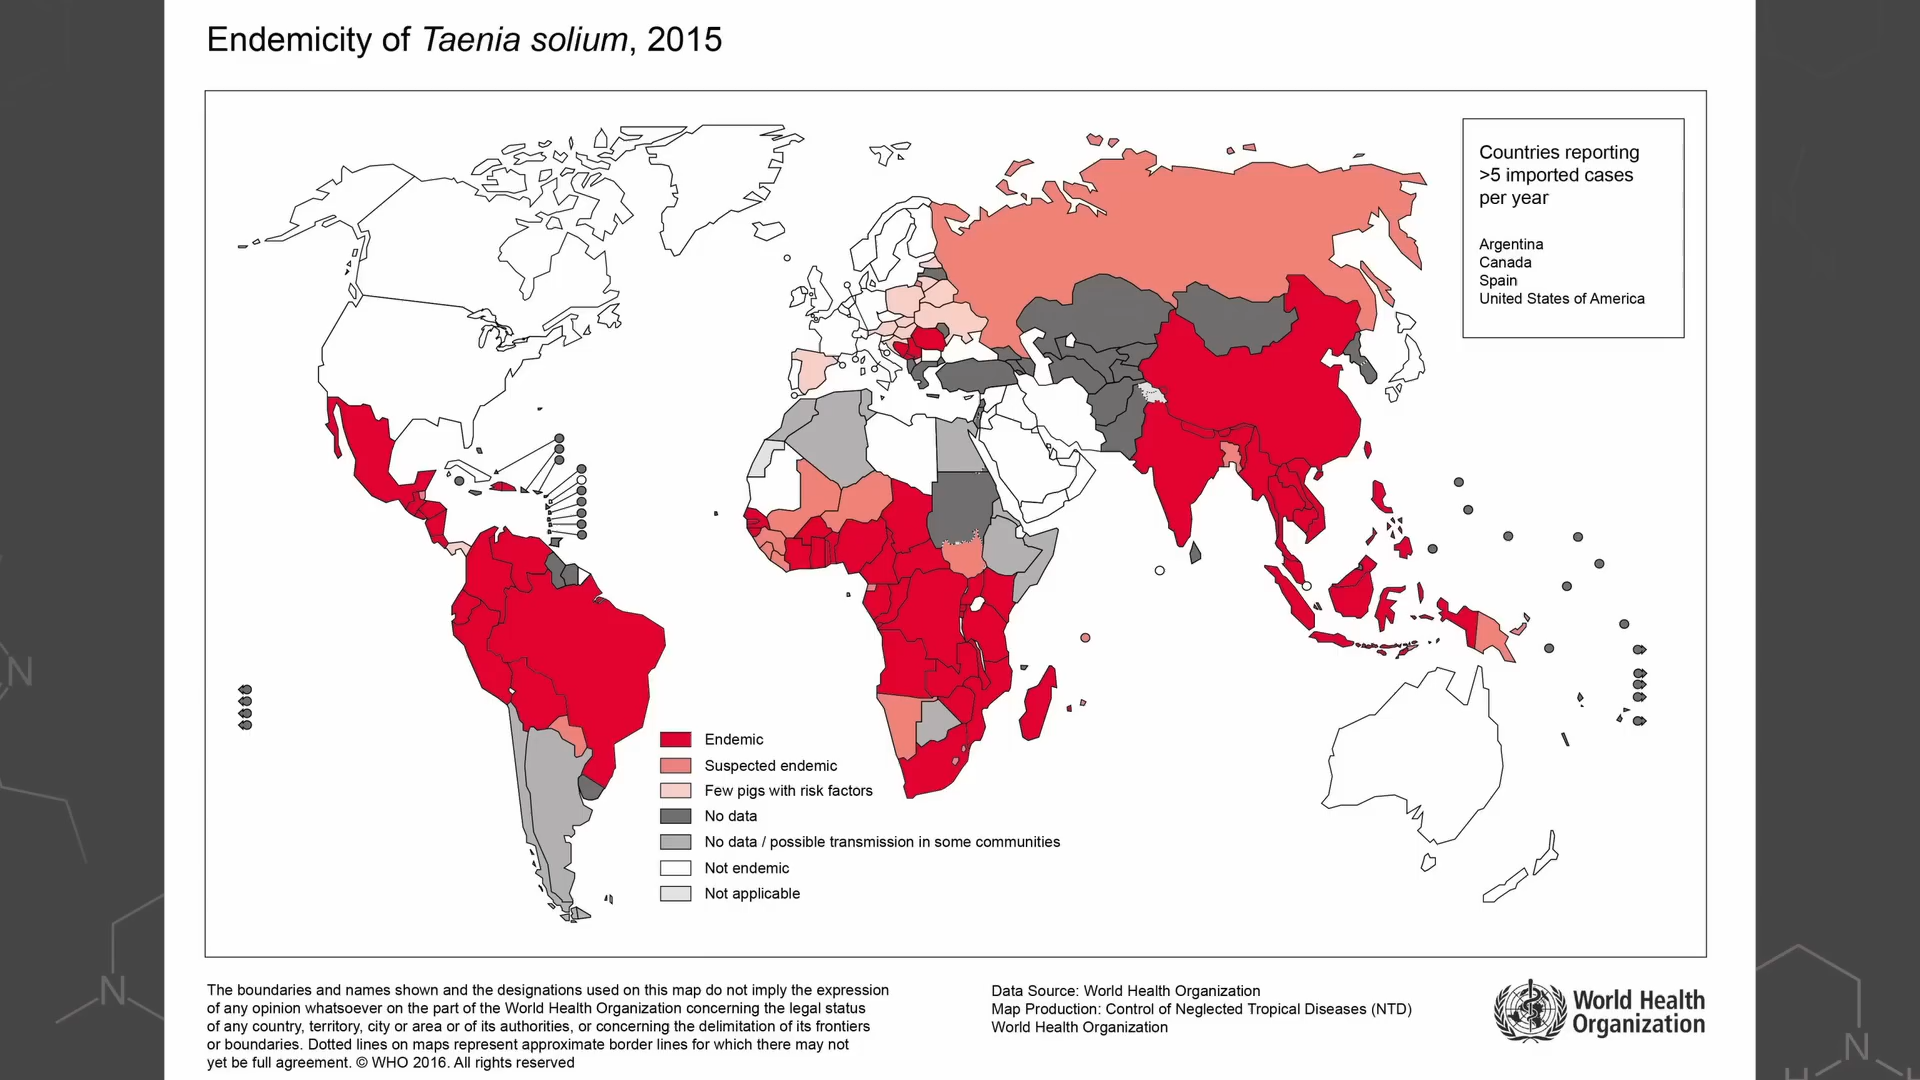 Endemicity of Taenia solium, 2015
Countries reporting
>5 imported cases
per year
Argentina
Canada
Spain
United States of America
Endemic
Suspected endemic
Few pigs with risk factors
No data
No data / possible transmission in some communities
Not endemic
Not applicable
The boundaries and names shown and the designations used on this map do not imply the expression
of any opinion whatsoever on the part of the World Health Organization concerning the legal status
of any country, territory, city or area or of its authorities, or concerning the delimitation of its frontiers
or boundaries. Dotted lines on maps represent approximate border lines for which there may not
yet be full agreement. © WHO 2016. All rights reserved
Data Source: World Health Organization
Map Production: Control of Neglected Tropical Diseases (NTD)
World Health Organization
World Health
Organization
N
N
N
H
H